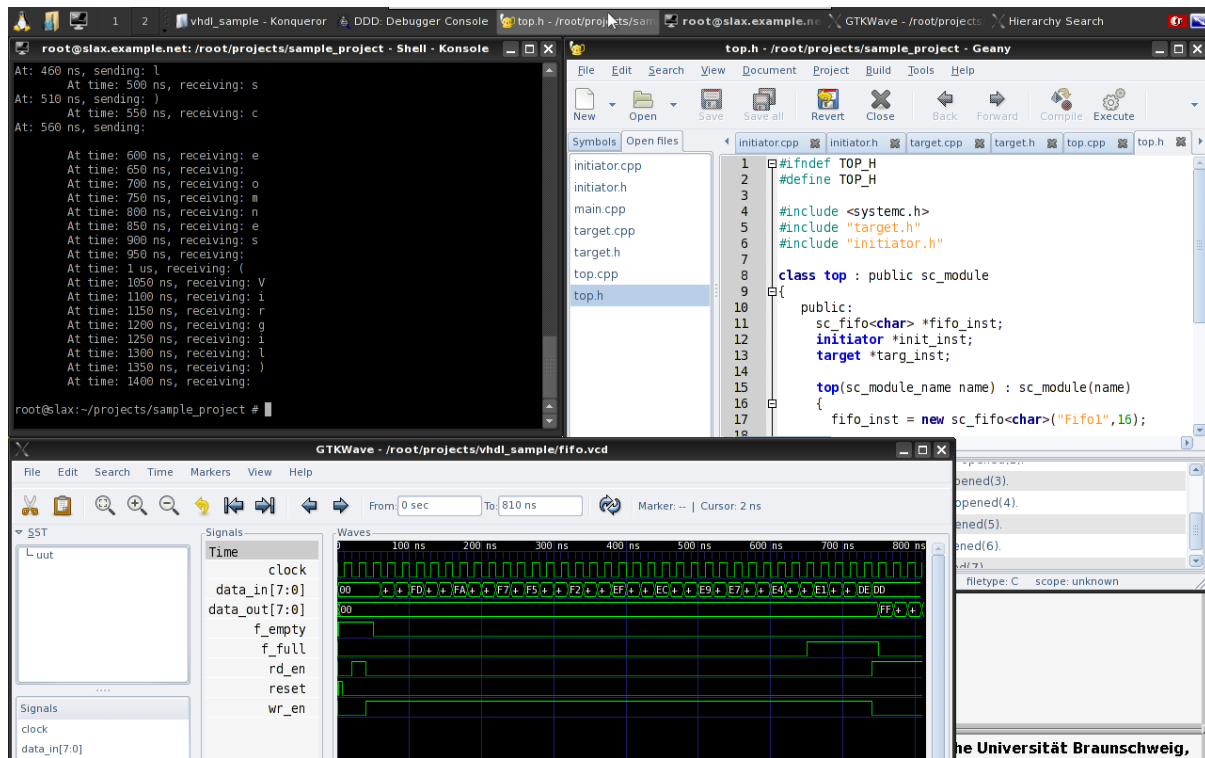 1 2 vhdl_sample - Konqueror DDD: Debugger Console top.h - /root/projects/sam root@slax.example.ne GTKWave - /root/projects Hierarchy Search
root@slax.example.net: /root/projects/sample_project - Shell - Konsole
At: 460 ns, sending: l
At time: 500 ns, receiving: s
At: 510 ns, sending: )
At time: 550 ns, receiving: c
At: 560 ns, sending:
At time: 600 ns, receiving: e
At time: 650 ns, receiving:
At time: 700 ns, receiving: o
At time: 750 ns, receiving: m
At time: 800 ns, receiving: n
At time: 850 ns, receiving: e
At time: 900 ns, receiving: s
At time: 950 ns, receiving:
At time: 1 us, receiving: (
At time: 1050 ns, receiving: V
At time: 1100 ns, receiving: i
At time: 1150 ns, receiving: r
At time: 1200 ns, receiving: g
At time: 1250 ns, receiving: i
At time: 1300 ns, receiving: l
At time: 1350 ns, receiving: )
At time: 1400 ns, receiving:
root@slax:~/projects/sample_project #
top.h - /root/projects/sample_project - Geany
File Edit Search View Document Project Build Tools Help
New Open Save Save all Revert Close Back Forward Compile Execute
Symbols Open files
initiator.cpp
initiator.h
main.cpp
target.cpp
target.h
top.cpp
top.h
initiator.cpp initiator.h target.cpp target.h top.cpp top.h
1 #ifndef TOP_H
2 #define TOP_H
3
4 #include <systemc.h>
5 #include "target.h"
6 #include "initiator.h"
7
8 class top : public sc_module
9 {
10 public:
11 sc_fifo<char> *fifo_inst;
12 initiator *init_inst;
13 target *targ_inst;
14
15 top(sc_module_name name) : sc_module(name)
16 {
17 fifo_inst = new sc_fifo<char>("Fifo1",16);
18
pened(3).
opened(4).
ened(5).
ened(6).
filetype: C scope: unknown
he Universität Braunschweig,
GTKWave - /root/projects/vhdl_sample/fifo.vcd
File Edit Search Time Markers View Help
From: 0 sec To: 810 ns Marker: -- | Cursor: 2 ns
SST
uut
Signals
clock
data_in[7:0]
Signals
Time
clock
data_in[7:0]
data_out[7:0]
f_empty
f_full
rd_en
reset
wr_en
Waves
100 ns 200 ns 300 ns 400 ns 500 ns 600 ns 700 ns 800 ns
00 + + FD + + FA + + F7 + F5 + + F2 + + EF + + EC + + E9 + E7 + + E4 + + E1 + + DE DD
00 FF + +